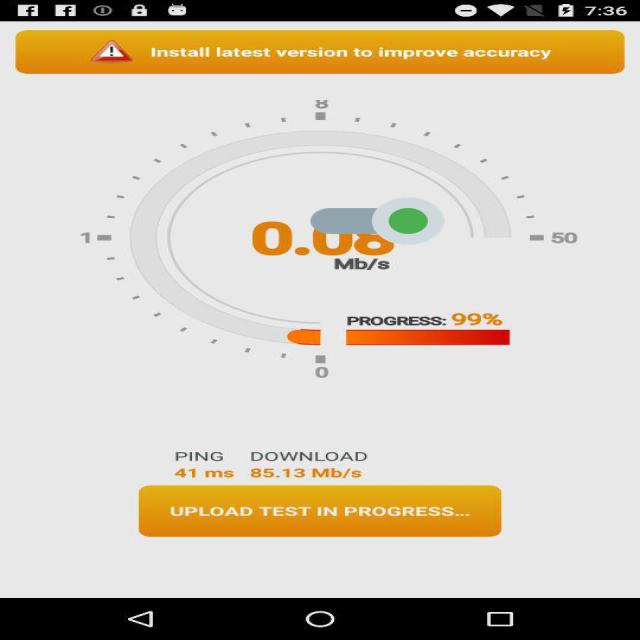 7:36
Install latest version to improve accuracy
8
1
50
0.08
Mb/s
PROGRESS: 99%
0
PING DOWNLOAD
41 ms 85.13 Mb/s
UPLOAD TEST IN PROGRESS...